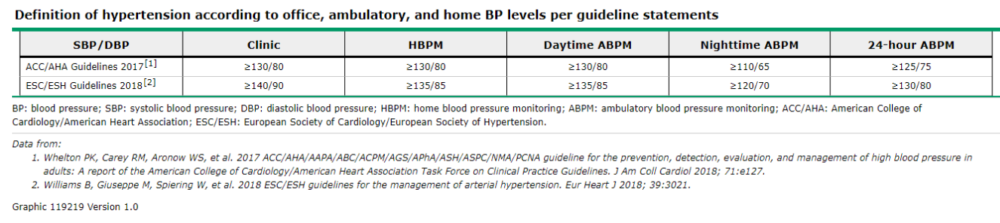 Definition of hypertension according to office, ambulatory, and home BP levels per guideline statements
SBP/DBP Clinic HBPM Daytime ABPM Nighttime ABPM 24-hour ABPM
ACC/AHA Guidelines 2017[1] ≥130/80 ≥130/80 ≥130/80 ≥110/65 ≥125/75
ESC/ESH Guidelines 2018[2] ≥140/90 ≥135/85 ≥135/85 ≥120/70 ≥130/80
BP: blood pressure; SBP: systolic blood pressure; DBP: diastolic blood pressure; HBPM: home blood pressure monitoring; ABPM: ambulatory blood pressure monitoring; ACC/AHA: American College of
Cardiology/American Heart Association; ESC/ESH: European Society of Cardiology/European Society of Hypertension.
Data from:
1. Whelton PK, Carey RM, Aronow WS, et al. 2017 ACC/AHA/AAPA/ABC/ACPM/AGS/APhA/ASH/ASPC/NMA/PCNA guideline for the prevention, detection, evaluation, and management of high blood pressure in
adults: A report of the American College of Cardiology/American Heart Association Task Force on Clinical Practice Guidelines. J Am Coll Cardiol 2018; 71:e127.
2. Williams B, Giuseppe M, Spiering W, et al. 2018 ESC/ESH guidelines for the management of arterial hypertension. Eur Heart J 2018; 39:3021.
Graphic 119219 Version 1.0